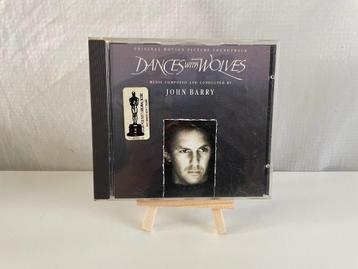 ORIGINAL MOTION PICTURE SOUNDTRACK
DANCES with WOLVES
MUSIC COMPOSED AND CONDUCTED BY
JOHN BARRY